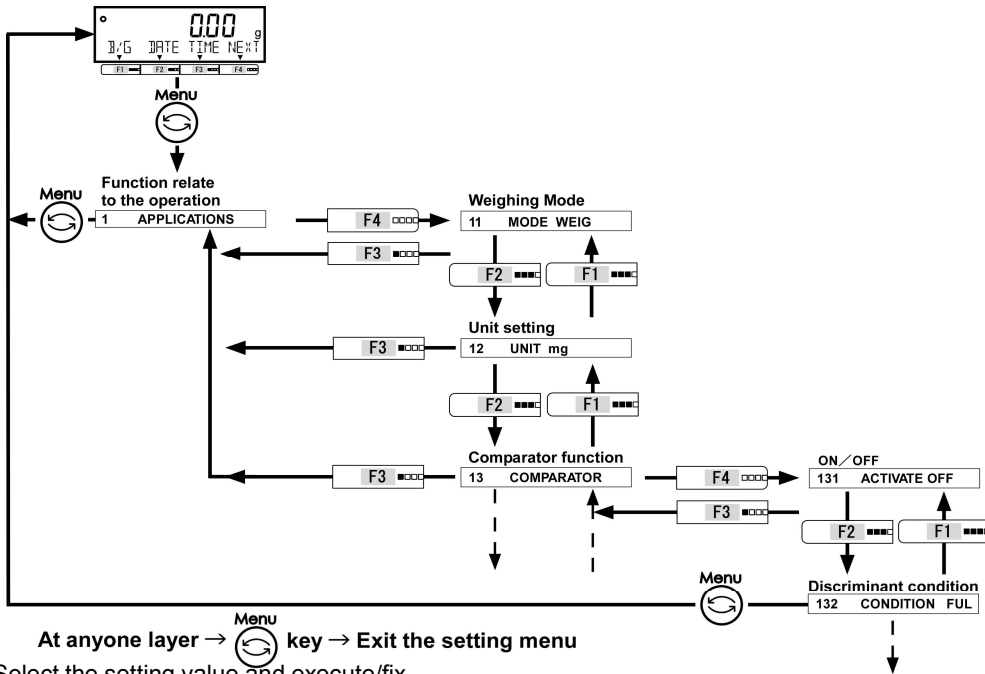 0.00 g
B/G DATE TIME NEXT
F1 F2 F3 F4
Menu
Function relate
to the operation
Menu
1 APPLICATIONS
F4
Weighing Mode
11 MODE WEIG
F3
F2 F1
Unit setting
F3
12 UNIT mg
F2 F1
Comparator function
F3
13 COMPARATOR
F4
ON/OFF
131 ACTIVATE OFF
F3
F2 F1
Menu
Discriminant condition
132 CONDITION FUL
Menu
At anyone layer → key → Exit the setting menu
Select the setting value and execute/fix